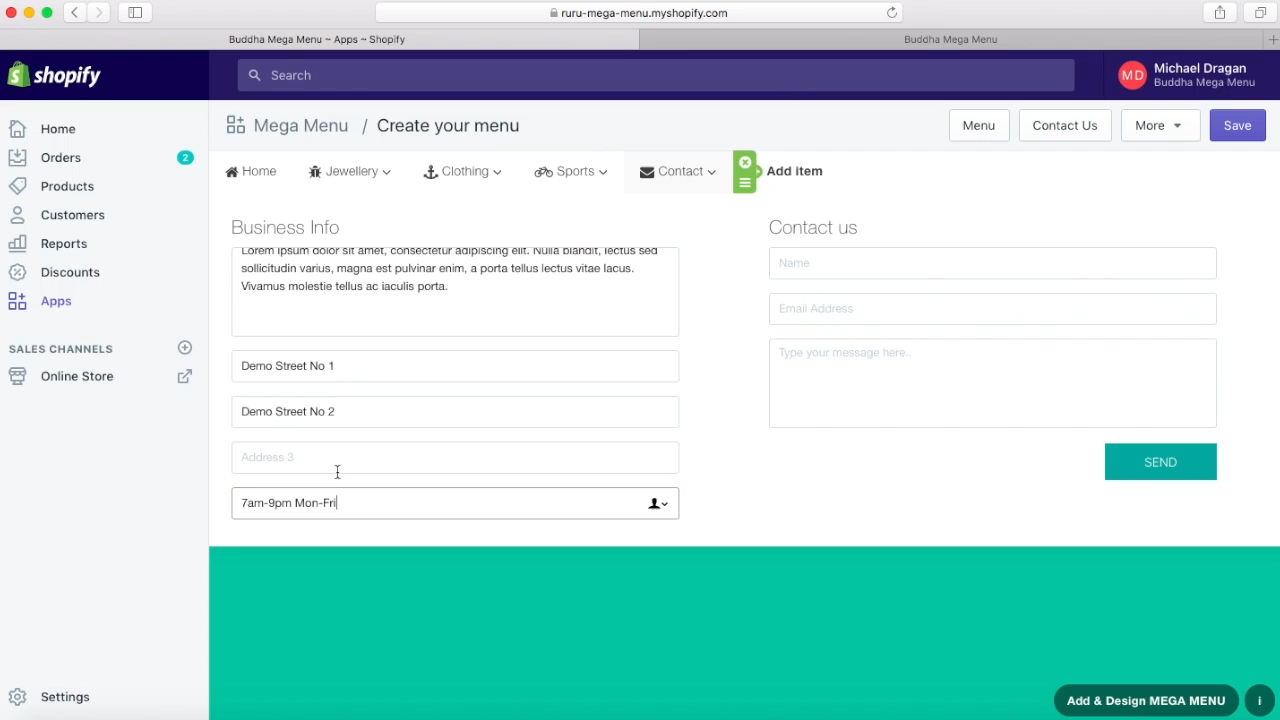 ruru-mega-menu.myshopify.com
Buddha Mega Menu ~ Apps ~ Shopify
Buddha Mega Menu
shopify
Search
MD
Michael Dragan
Buddha Mega Menu
Home
Orders
2
Products
Customers
Reports
Discounts
Apps
SALES CHANNELS
Online Store
Settings
Mega Menu / Create your menu
Menu
Contact Us
More
Save
Home
Jewellery
Clothing
Sports
Contact
Add item
Business Info
Lorem ipsum dolor sit amet, consectetur adipiscing elit. Nulla blandit, lectus sed
sollicitudin varius, magna est pulvinar enim, a porta tellus lectus vitae lacus.
Vivamus molestie tellus ac iaculis porta.
Demo Street No 1
Demo Street No 2
Address 3
7am-9pm Mon-Fri
Contact us
Name
Email Address
Type your message here..
SEND
Add & Design MEGA MENU
i